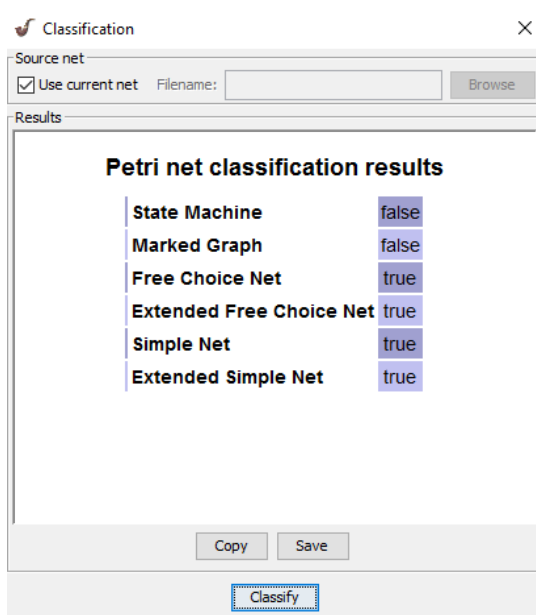 Classification
Source net
Use current net Filename: Browse
Results
Petri net classification results
State Machine false
Marked Graph false
Free Choice Net true
Extended Free Choice Net true
Simple Net true
Extended Simple Net true
Copy Save
Classify